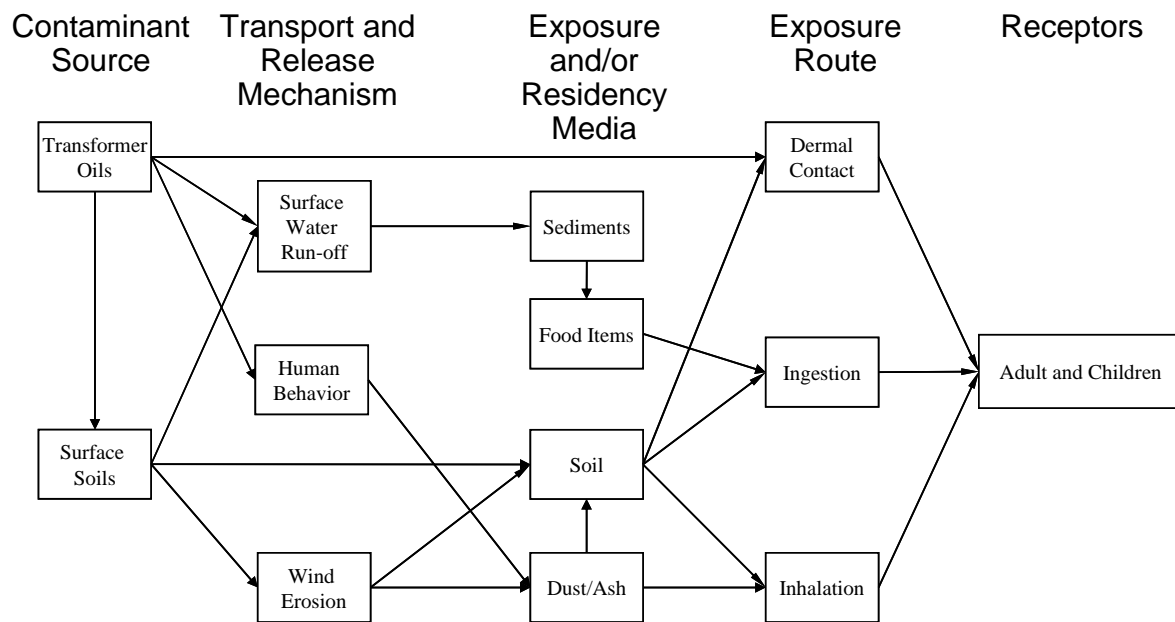 Contaminant
Source
Transport and
Release
Mechanism
Exposure
and/or
Residency
Media
Exposure
Route
Receptors
Transformer
Oils
Dermal
Contact
Surface
Water
Run-off
Sediments
Food Items
Human
Behavior
Ingestion
Adult and Children
Surface
Soils
Soil
Wind
Erosion
Dust/Ash
Inhalation